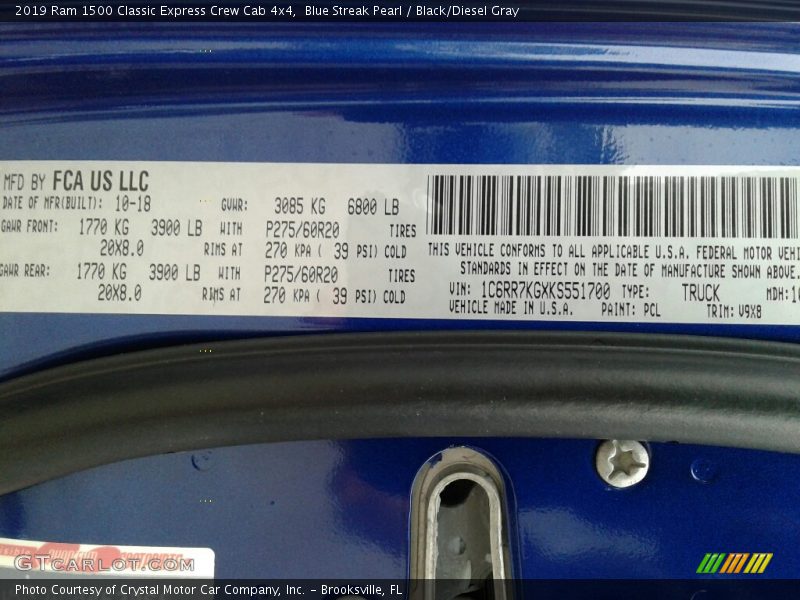 2019 Ram 1500 Classic Express Crew Cab 4x4,  Blue Streak Pearl / Black/Diesel Gray
MFD BY FCA US LLC
DATE OF MFR(BUILT): 10-18 GVWR: 3085 KG 6800 LB
GAWR FRONT: 1770 KG 3900 LB WITH P275/60R20 TIRES
20X8.0 RIMS AT 270 KPA ( 39 PSI) COLD
GAWR REAR: 1770 KG 3900 LB WITH P275/60R20 TIRES
20X8.0 RIMS AT 270 KPA ( 39 PSI) COLD
THIS VEHICLE CONFORMS TO ALL APPLICABLE U.S.A. FEDERAL MOTOR VEHI
STANDARDS IN EFFECT ON THE DATE OF MANUFACTURE SHOWN ABOVE.
VIN: 1C6RR7KGXKS551700 TYPE: TRUCK MDH:
VEHICLE MADE IN U.S.A. PAINT: PCL TRIM: V9X8
GTCarLot.com
Photo Courtesy of Crystal Motor Car Company, Inc. - Brooksville, FL